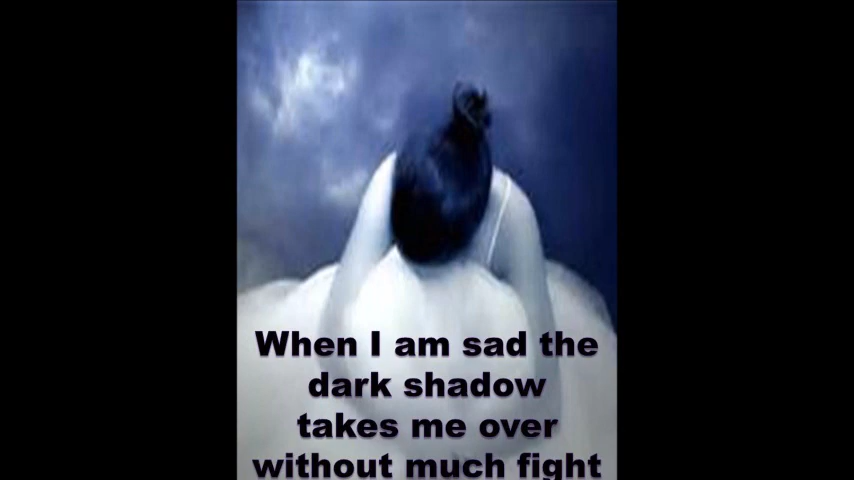 When I am sad the
dark shadow
takes me over
without much fight